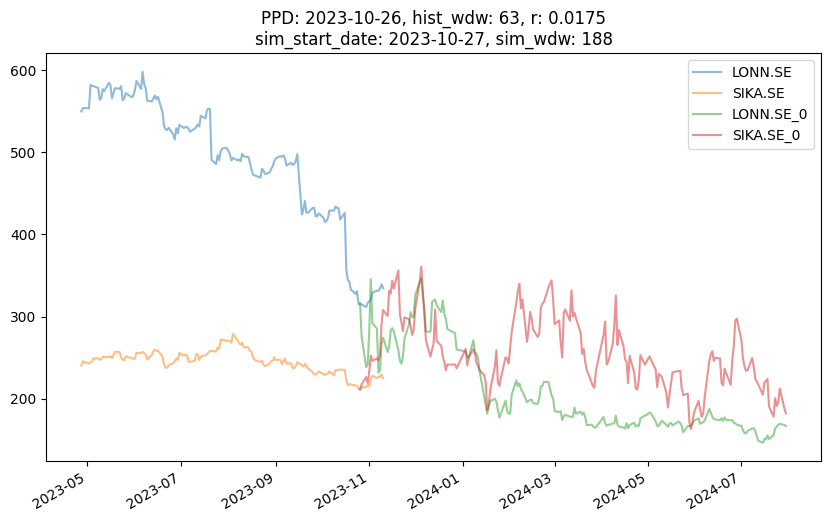 PPD: 2023-10-26, hist_wdw: 63, r: 0.0175
sim_start_date: 2023-10-27, sim_wdw: 188
LONN.SE
SIKA.SE
LONN.SE_0
SIKA.SE_0
600
500
400
300
200
2023-05
2023-07
2023-09
2023-11
2024-01
2024-03
2024-05
2024-07